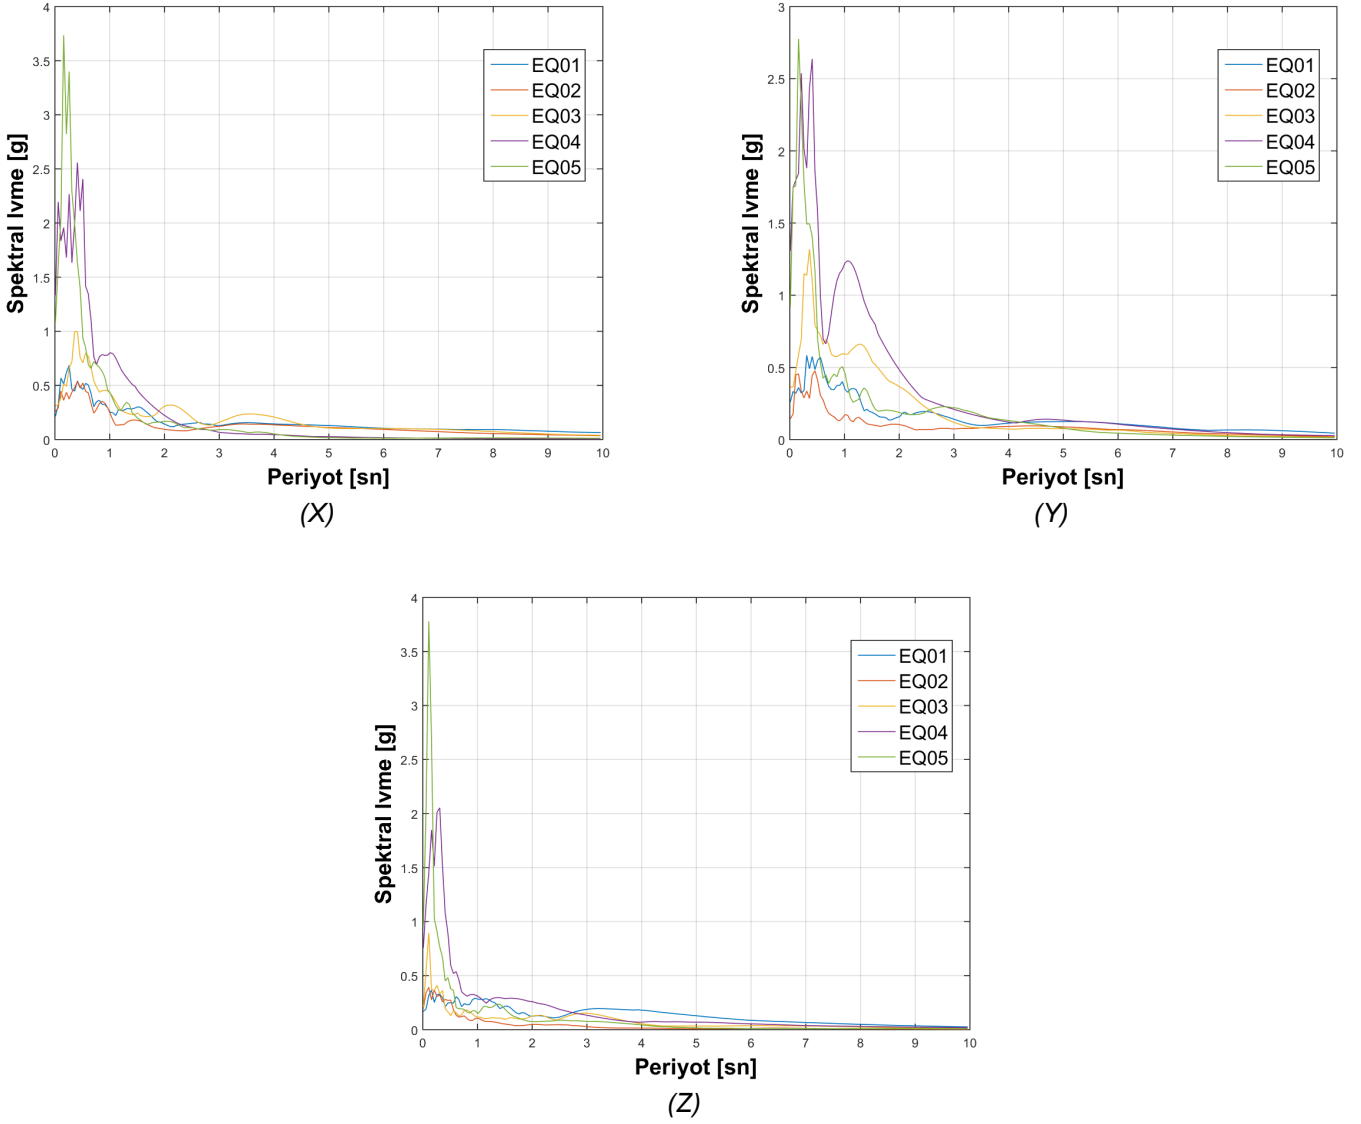 4
3.5
3
2.5
2
1.5
1
0.5
0
Spektral İvme [g]
EQ01
EQ02
EQ03
EQ04
EQ05
0 1 2 3 4 5 6 7 8 9 10
Periyot [sn]
(X)
3
2.5
2
1.5
1
0.5
0
Spektral İvme [g]
EQ01
EQ02
EQ03
EQ04
EQ05
0 1 2 3 4 5 6 7 8 9 10
Periyot [sn]
(Y)
4
3.5
3
2.5
2
1.5
1
0.5
0
Spektral İvme [g]
EQ01
EQ02
EQ03
EQ04
EQ05
0 1 2 3 4 5 6 7 8 9 10
Periyot [sn]
(Z)